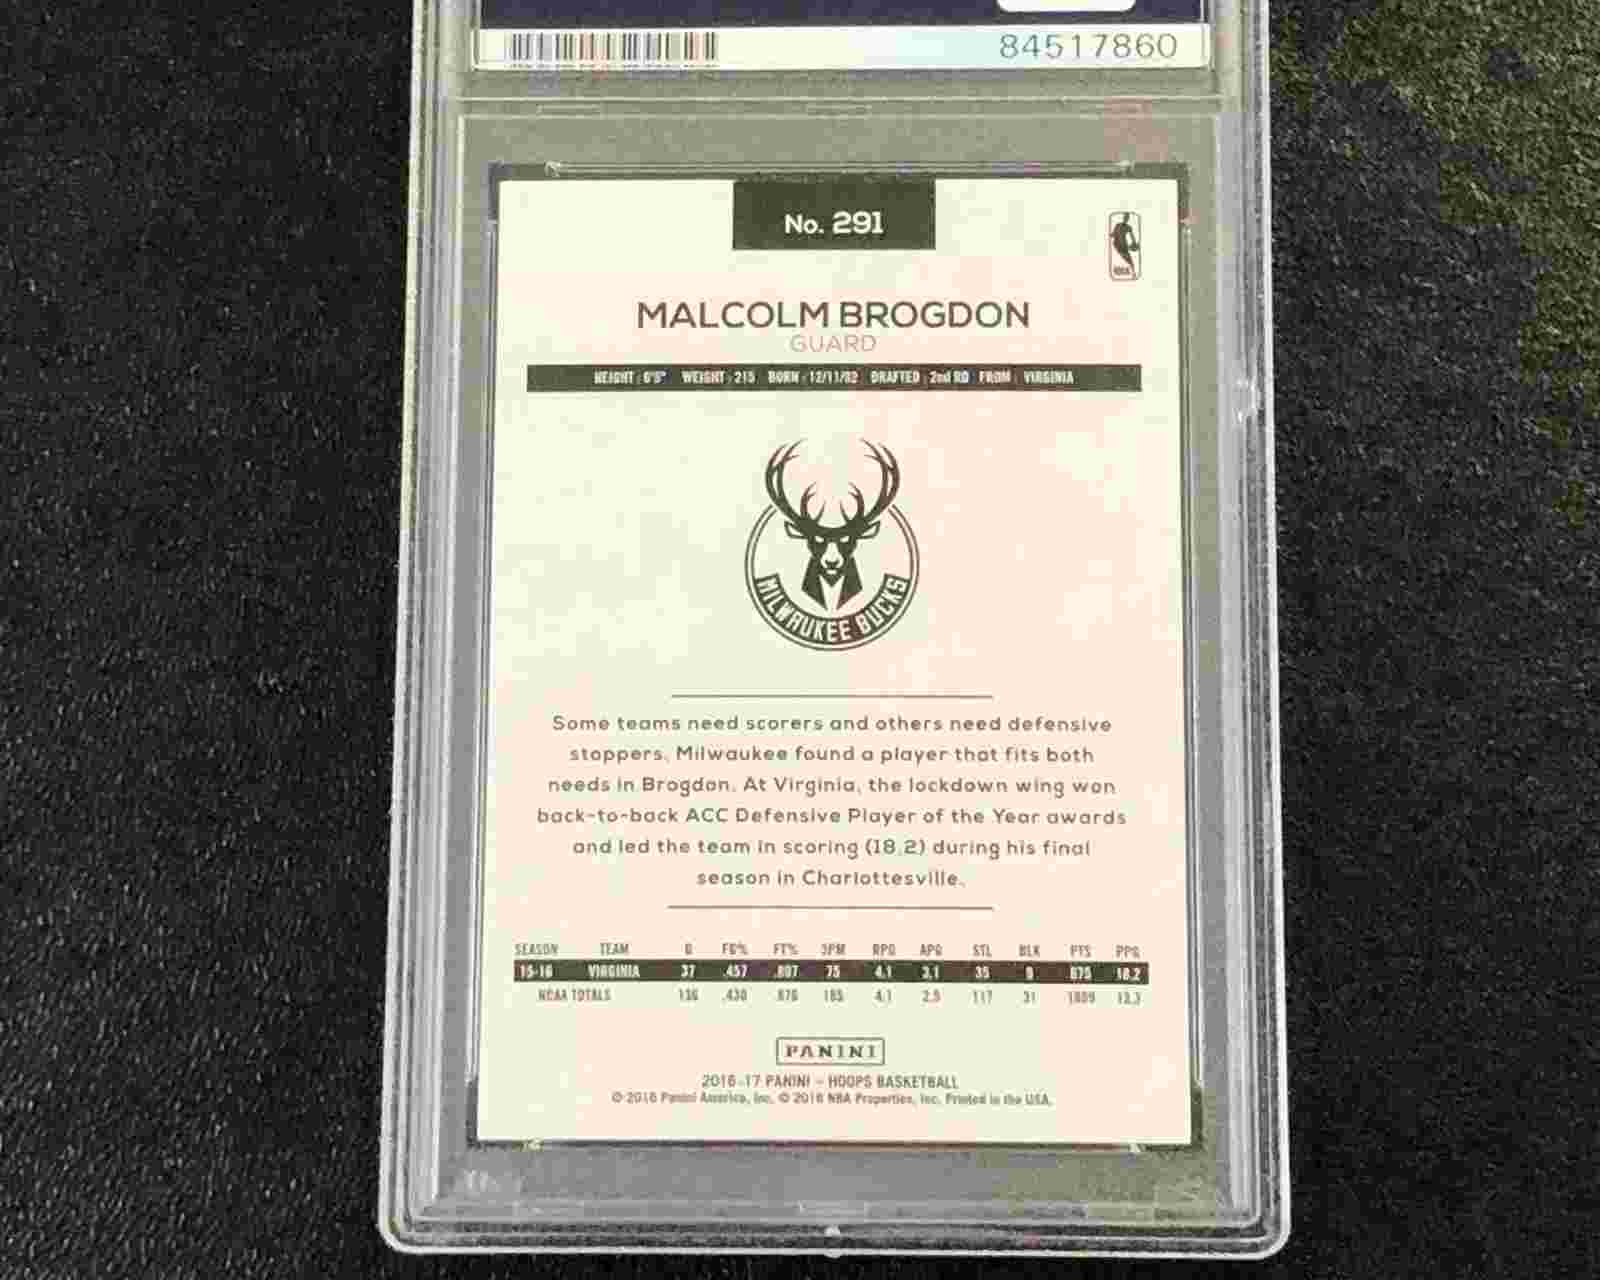 84517860
No. 291
NBA
MALCOLM BROGDON
GUARD
HEIGHT : 6'5" WEIGHT : 215 BORN : 12/11/92 DRAFTED : 2nd RD FROM : VIRGINIA
MILWAUKEE BUCKS
Some teams need scorers and others need defensive
stoppers. Milwaukee found a player that fits both
needs in Brogdon. At Virginia, the lockdown wing won
back-to-back ACC Defensive Player of the Year awards
and led the team in scoring (18.2) during his final
season in Charlottesville.
SEASON TEAM G FG% FT% 3PM RPG APG STL BLK PTS PPG
15-16 VIRGINIA 37 .457 .897 75 4.1 3.1 35 9 675 18.2
NCAA TOTALS 136 .430 .876 185 4.1 2.5 117 31 1809 13.3
PANINI
2016-17 PANINI - HOOPS BASKETBALL
© 2016 Panini America, Inc. © 2016 NBA Properties, Inc. Printed in the USA.